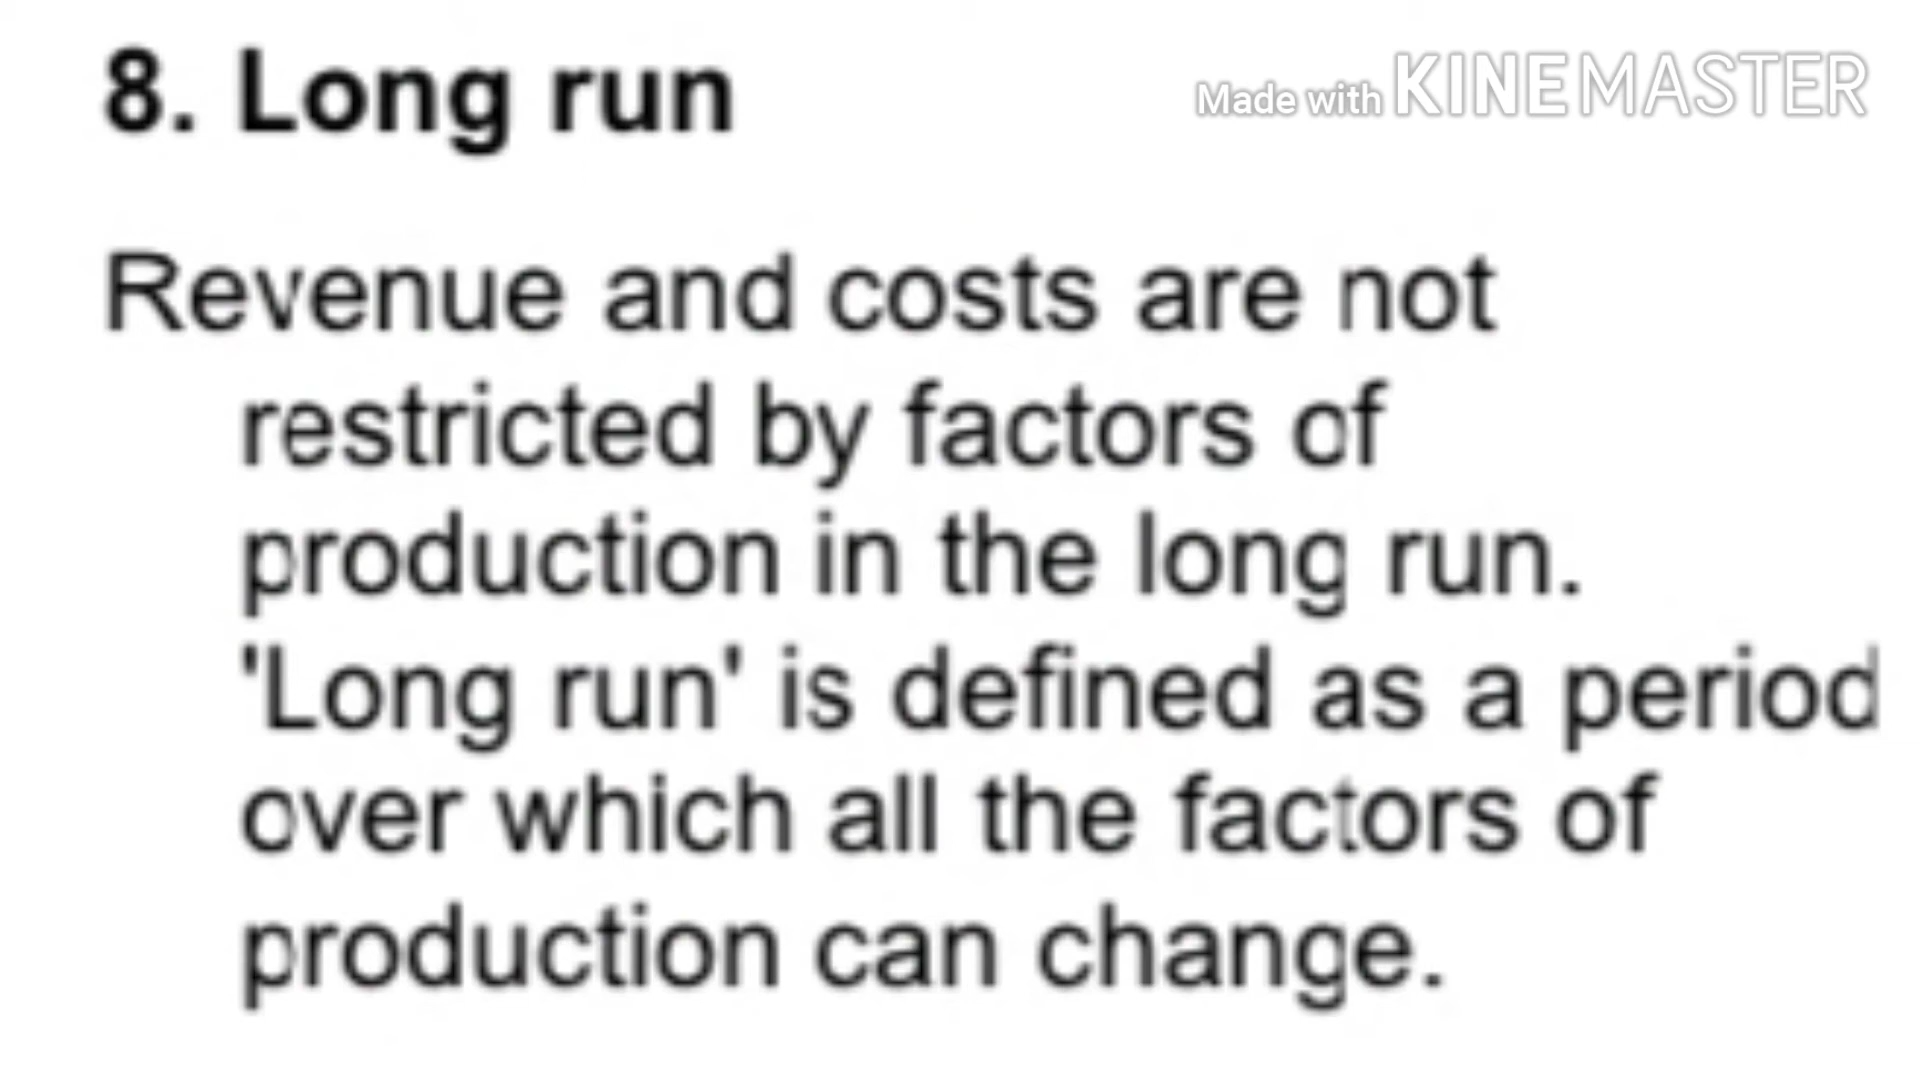 8. Long run
Made with KINEMASTER
Revenue and costs are not
restricted by factors of
production in the long run.
'Long run' is defined as a period
over which all the factors of
production can change.